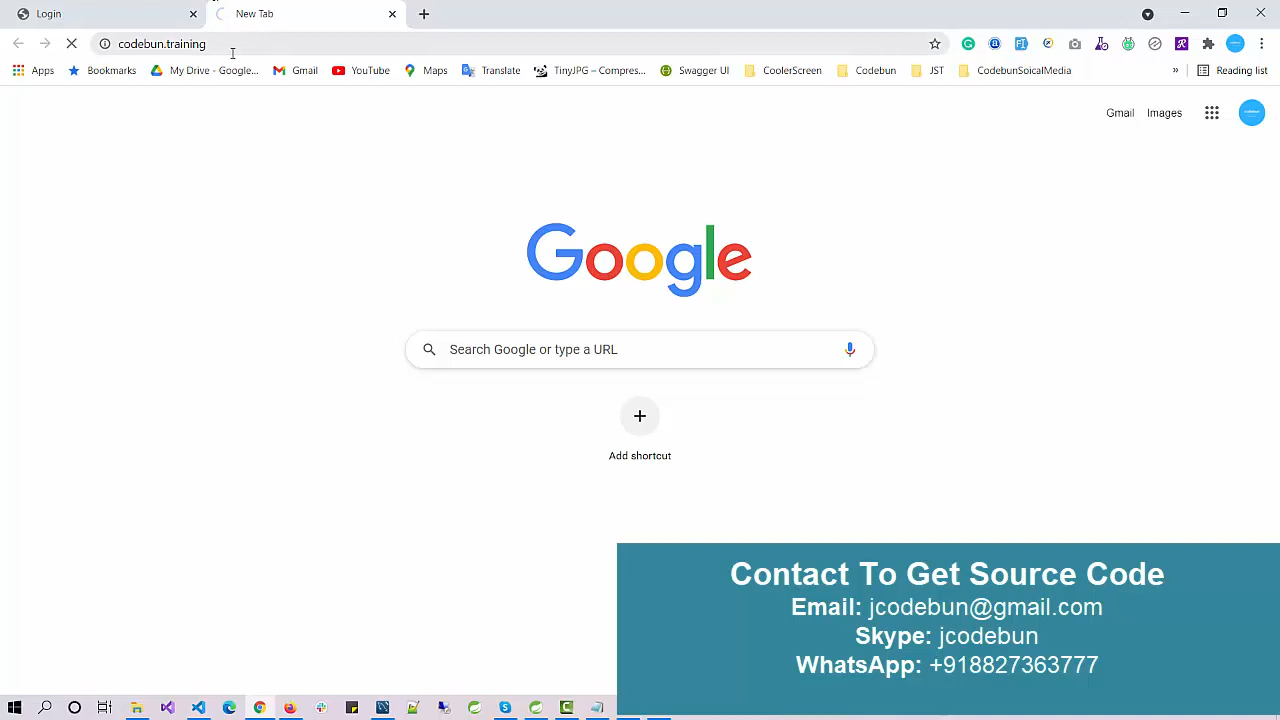 Login
New Tab
codebun.training
Apps
Bookmarks
My Drive - Google...
Gmail
YouTube
Maps
Translate
TinyJPG – Compres...
Swagger UI
CoolerScreen
Codebun
JST
CodebunSoicalMedia
»
Reading list
Gmail
Images
Google
Search Google or type a URL
Add shortcut
Contact To Get Source Code
Email: jcodebun@gmail.com
Skype: jcodebun
WhatsApp: +918827363777